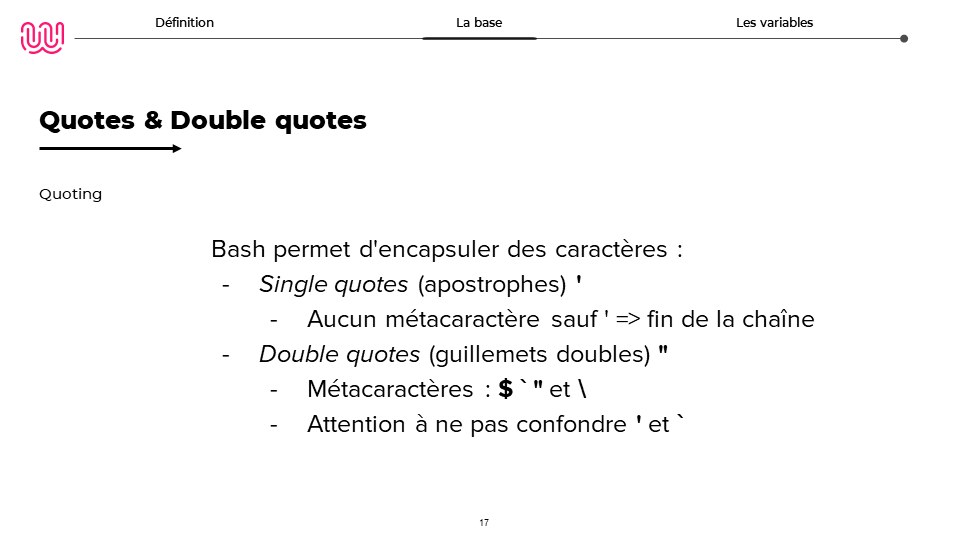 Définition
La base
Les variables
Quotes & Double quotes
Quoting
Bash permet d'encapsuler des caractères :
- Single quotes (apostrophes) '
- Aucun métacaractère sauf ' => fin de la chaîne
- Double quotes (guillemets doubles) "
- Métacaractères : $ ` " et \
- Attention à ne pas confondre ' et `
17